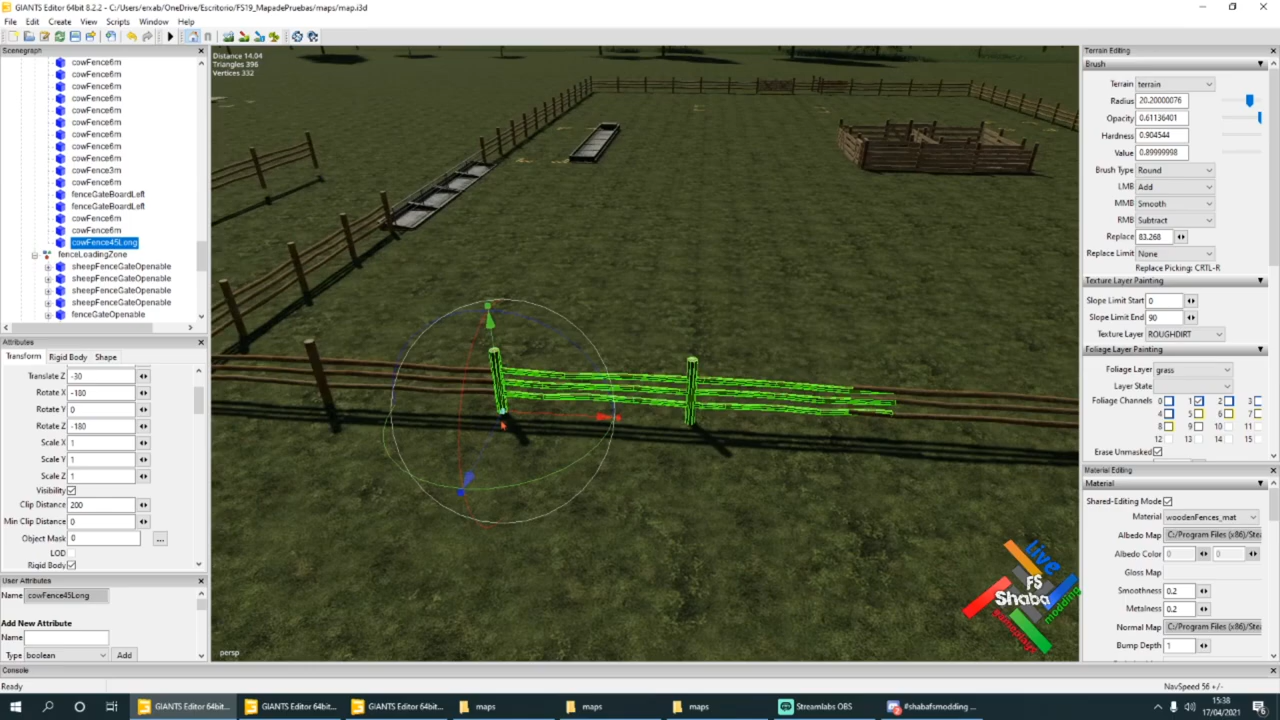 GIANTS Editor 64bit 8.2.2 - C:/Users/erxab/OneDrive/Escritorio/FS19_MapadePruebas/maps/map.i3d
File Edit Create View Scripts Window Help
Scenegraph
cowFence6m
cowFence6m
cowFence6m
cowFence6m
cowFence6m
cowFence6m
cowFence6m
cowFence6m
cowFence6m
cowFence3m
cowFence6m
fenceGateBoardLeft
fenceGateBoardLeft
cowFence6m
cowFence6m
cowFence45Long
fenceLoadingZone
sheepFenceGateOpenable
sheepFenceGateOpenable
sheepFenceGateOpenable
sheepFenceGateOpenable
fenceGateOpenable
Attributes
Transform Rigid Body Shape
Translate Z -30
Rotate X -180
Rotate Y 0
Rotate Z -180
Scale X 1
Scale Y 1
Scale Z 1
Visibility
Clip Distance 200
Min Clip Distance 0
Object Mask 0 ...
LOD
Rigid Body
User Attributes
Name cowFence45Long
Add New Attribute
Name
Type boolean Add
Console
Ready
Distance 14.04
Triangles 396
Vertices 332
persp
Live
FS
Shaba
modding
Terrain Editing
Brush
Terrain terrain
Radius 20.20000076
Opacity 0.61136401
Hardness 0.904544
Value 0.89999998
Brush Type Round
LMB Add
MMB Smooth
RMB Subtract
Replace 83.268
Replace Limit None
Replace Picking: CRTL-R
Texture Layer Painting
Slope Limit Start 0
Slope Limit End 90
Texture Layer ROUGHDIRT
Foliage Layer Painting
Foliage Layer grass
Layer State
Foliage Channels 0 1 2 3
4 5 6 7
8 9 10 11
12 13 14 15
Erase Unmasked
Material Editing
Material
Shared-Editing Mode
Material woodenFences_mat
Albedo Map C:/Program Files (x86)/Ste
Albedo Color 0 0
Gloss Map
Smoothness 0.2
Metalness 0.2
Normal Map C:/Program Files (x86)/Ste
Bump Depth 1
NavSpeed 56 +/-
GIANTS Editor 64bit... GIANTS Editor 64bit... GIANTS Editor 64bit... maps maps maps Streamlabs OBS #shabafsmodding ...
15:38
17/04/2021
6